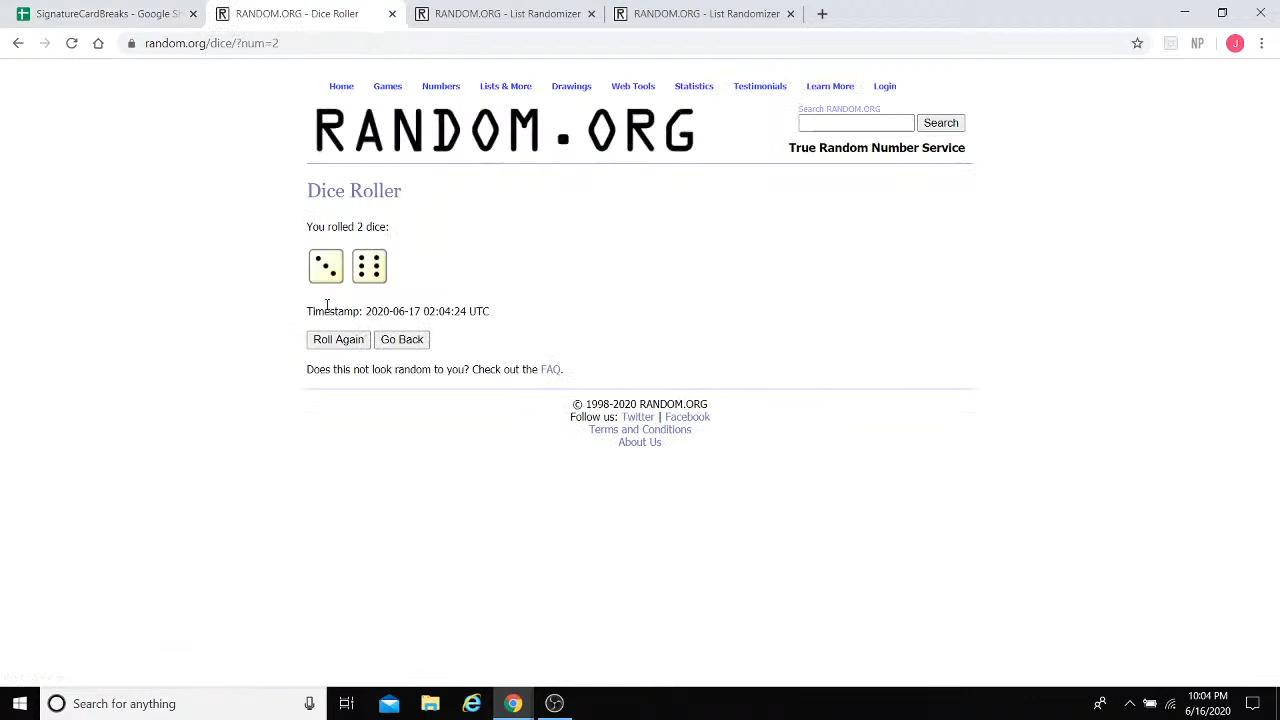 SignatureCardBreaks - Google Sh
RANDOM.ORG - Dice Roller
RANDOM.ORG - List Randomizer
RANDOM.ORG - List Randomizer
random.org/dice/?num=2
NP
J
Home Games Numbers Lists & More Drawings Web Tools Statistics Testimonials Learn More Login
Search RANDOM.ORG
RANDOM.ORG
Search
True Random Number Service
Dice Roller
You rolled 2 dice:
Timestamp: 2020-06-17 02:04:24 UTC
Roll Again Go Back
Does this not look random to you? Check out the FAQ.
© 1998-2020 RANDOM.ORG
Follow us: Twitter | Facebook
Terms and Conditions
About Us
Search for anything
10:04 PM
6/16/2020